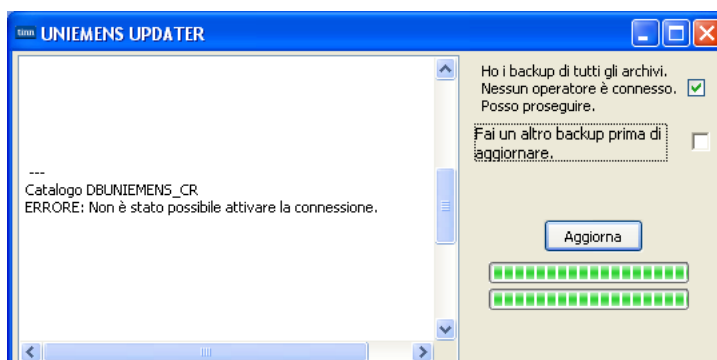 tinn UNIEMENS UPDATER
---
Catalogo DBUNIEMENS_CR
ERRORE: Non è stato possibile attivare la connessione.
Ho i backup di tutti gli archivi.
Nessun operatore è connesso.
Posso proseguire.
Fai un altro backup prima di
aggiornare.
Aggiorna